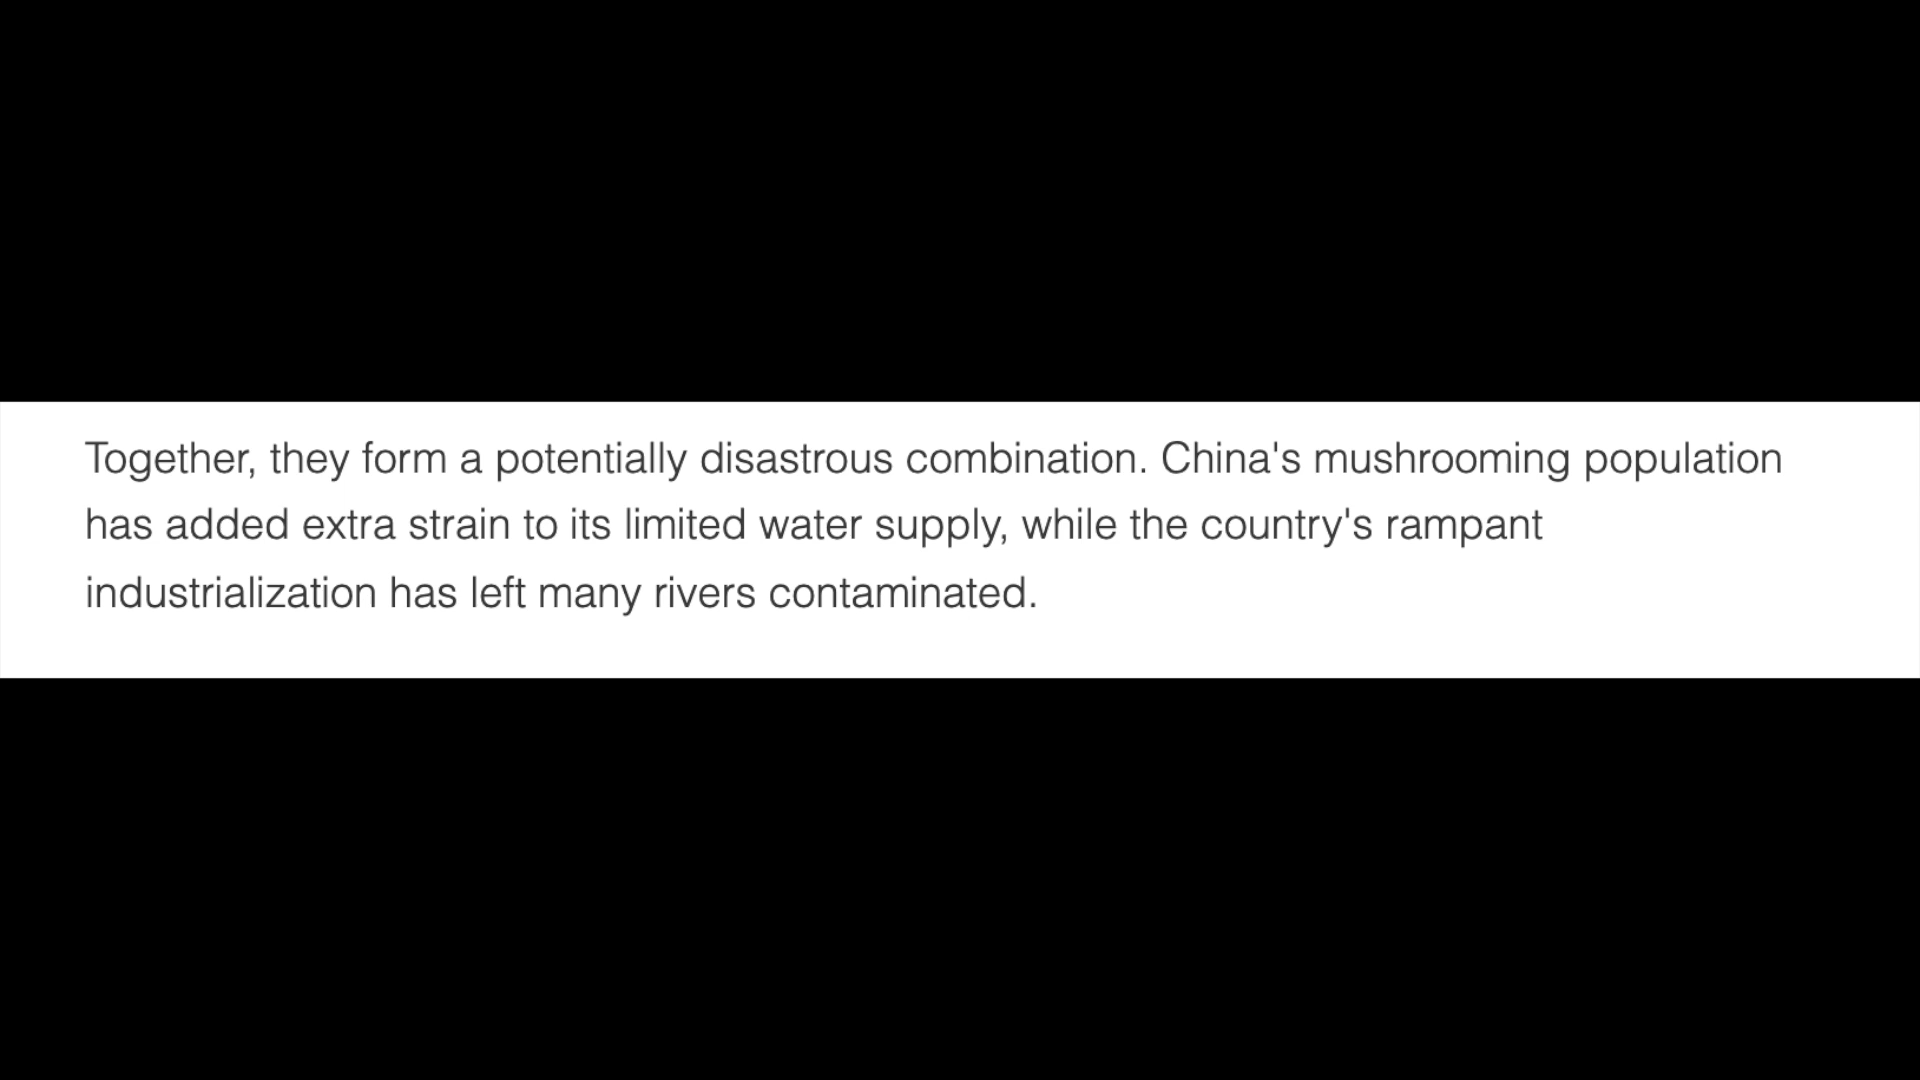 Together, they form a potentially disastrous combination. China's mushrooming population
has added extra strain to its limited water supply, while the country's rampant
industrialization has left many rivers contaminated.